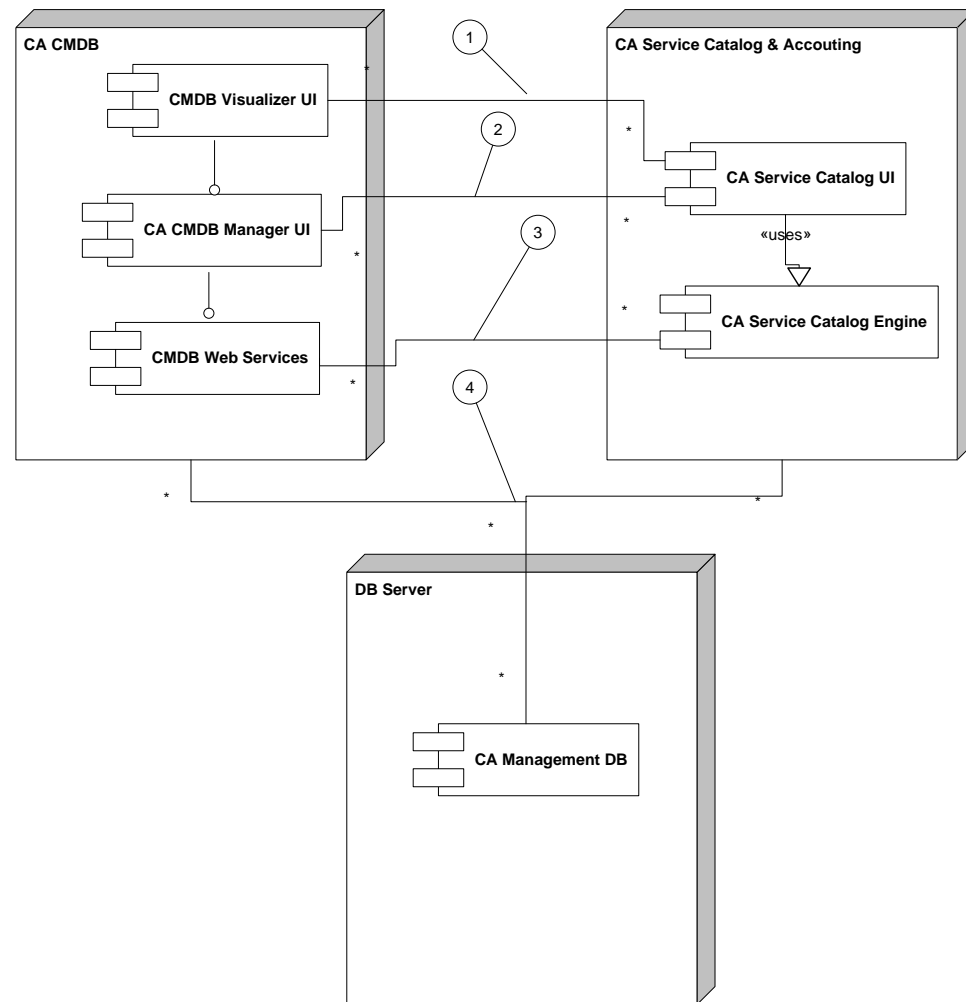 CA CMDB
CMDB Visualizer UI
CA CMDB Manager UI
CMDB Web Services
*
*
*
1
2
3
4
CA Service Catalog & Accouting
CA Service Catalog UI
«uses»
CA Service Catalog Engine
*
*
*
*
*
*
DB Server
*
CA Management DB